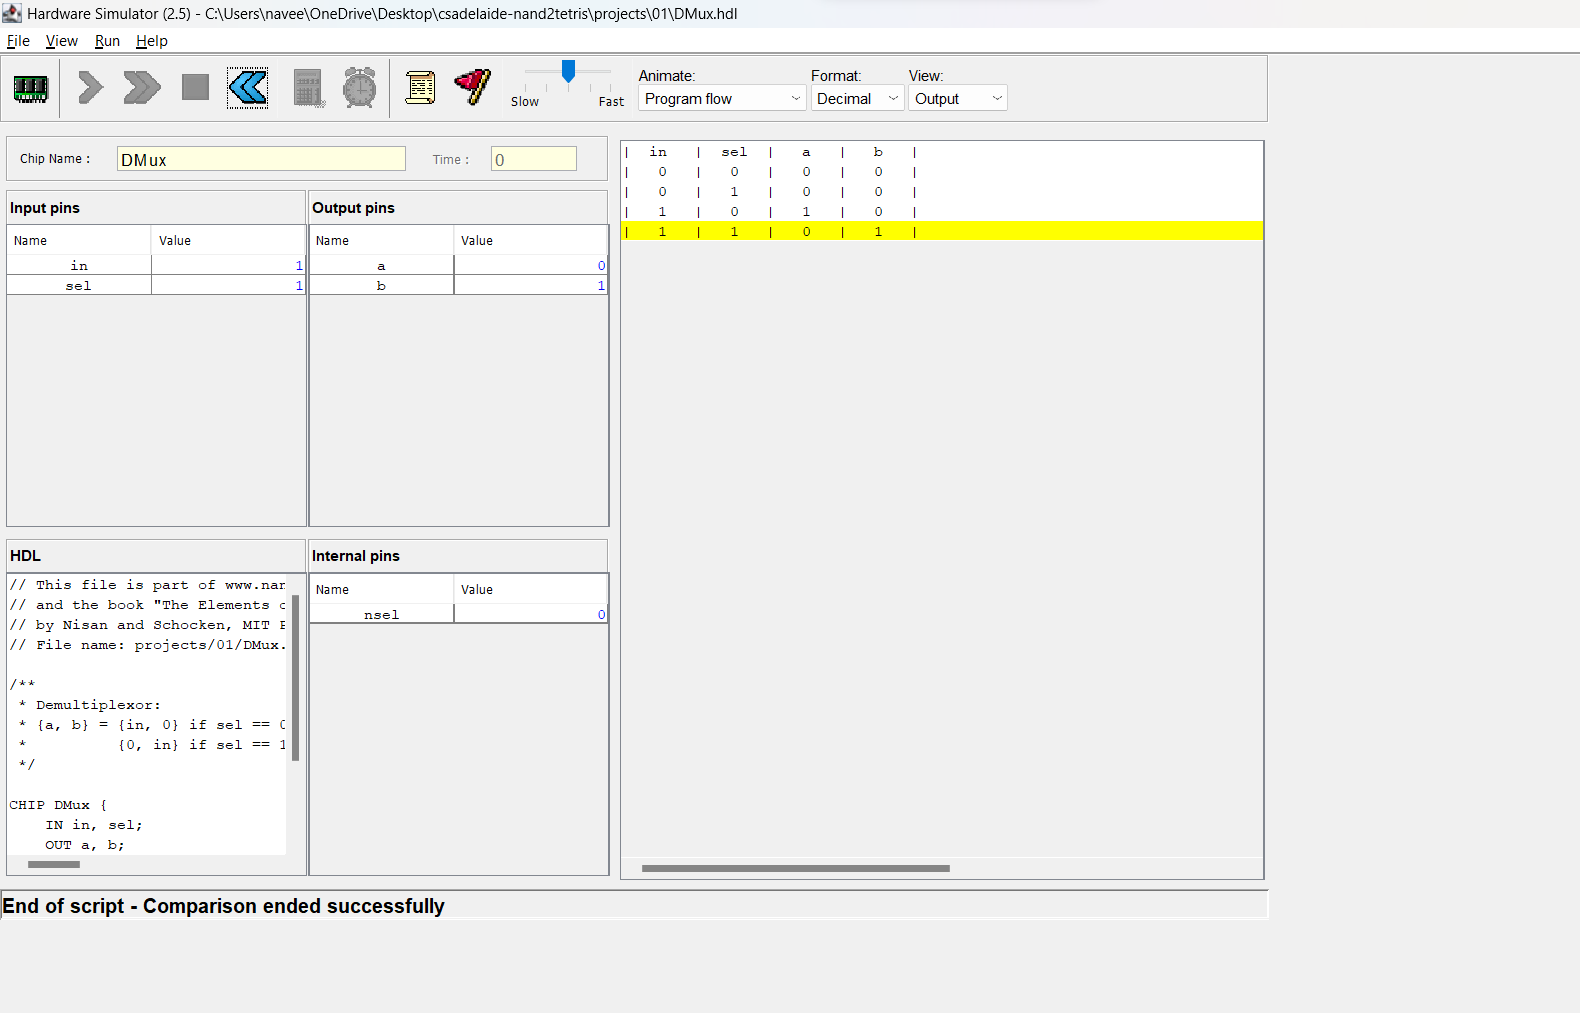 Hardware Simulator (2.5) - C:\Users\navee\OneDrive\Desktop\csadelaide-nand2tetris\projects\01\DMux.hdl
File View Run Help
Slow Fast
Animate: Format: View:
Program flow Decimal Output
Chip Name : DMux Time : 0
Input pins Output pins
Name Value Name Value
in 1 a 0
sel 1 b 1
| in | sel | a | b |
| 0 | 0 | 0 | 0 |
| 0 | 1 | 0 | 0 |
| 1 | 0 | 1 | 0 |
| 1 | 1 | 0 | 1 |
HDL
// This file is part of www.nan
// and the book "The Elements o
// by Nisan and Schocken, MIT P
// File name: projects/01/DMux.
/**
* Demultiplexor:
* {a, b} = {in, 0} if sel == 0
* {0, in} if sel == 1
*/
CHIP DMux {
IN in, sel;
OUT a, b;
Internal pins
Name Value
nsel 0
End of script - Comparison ended successfully